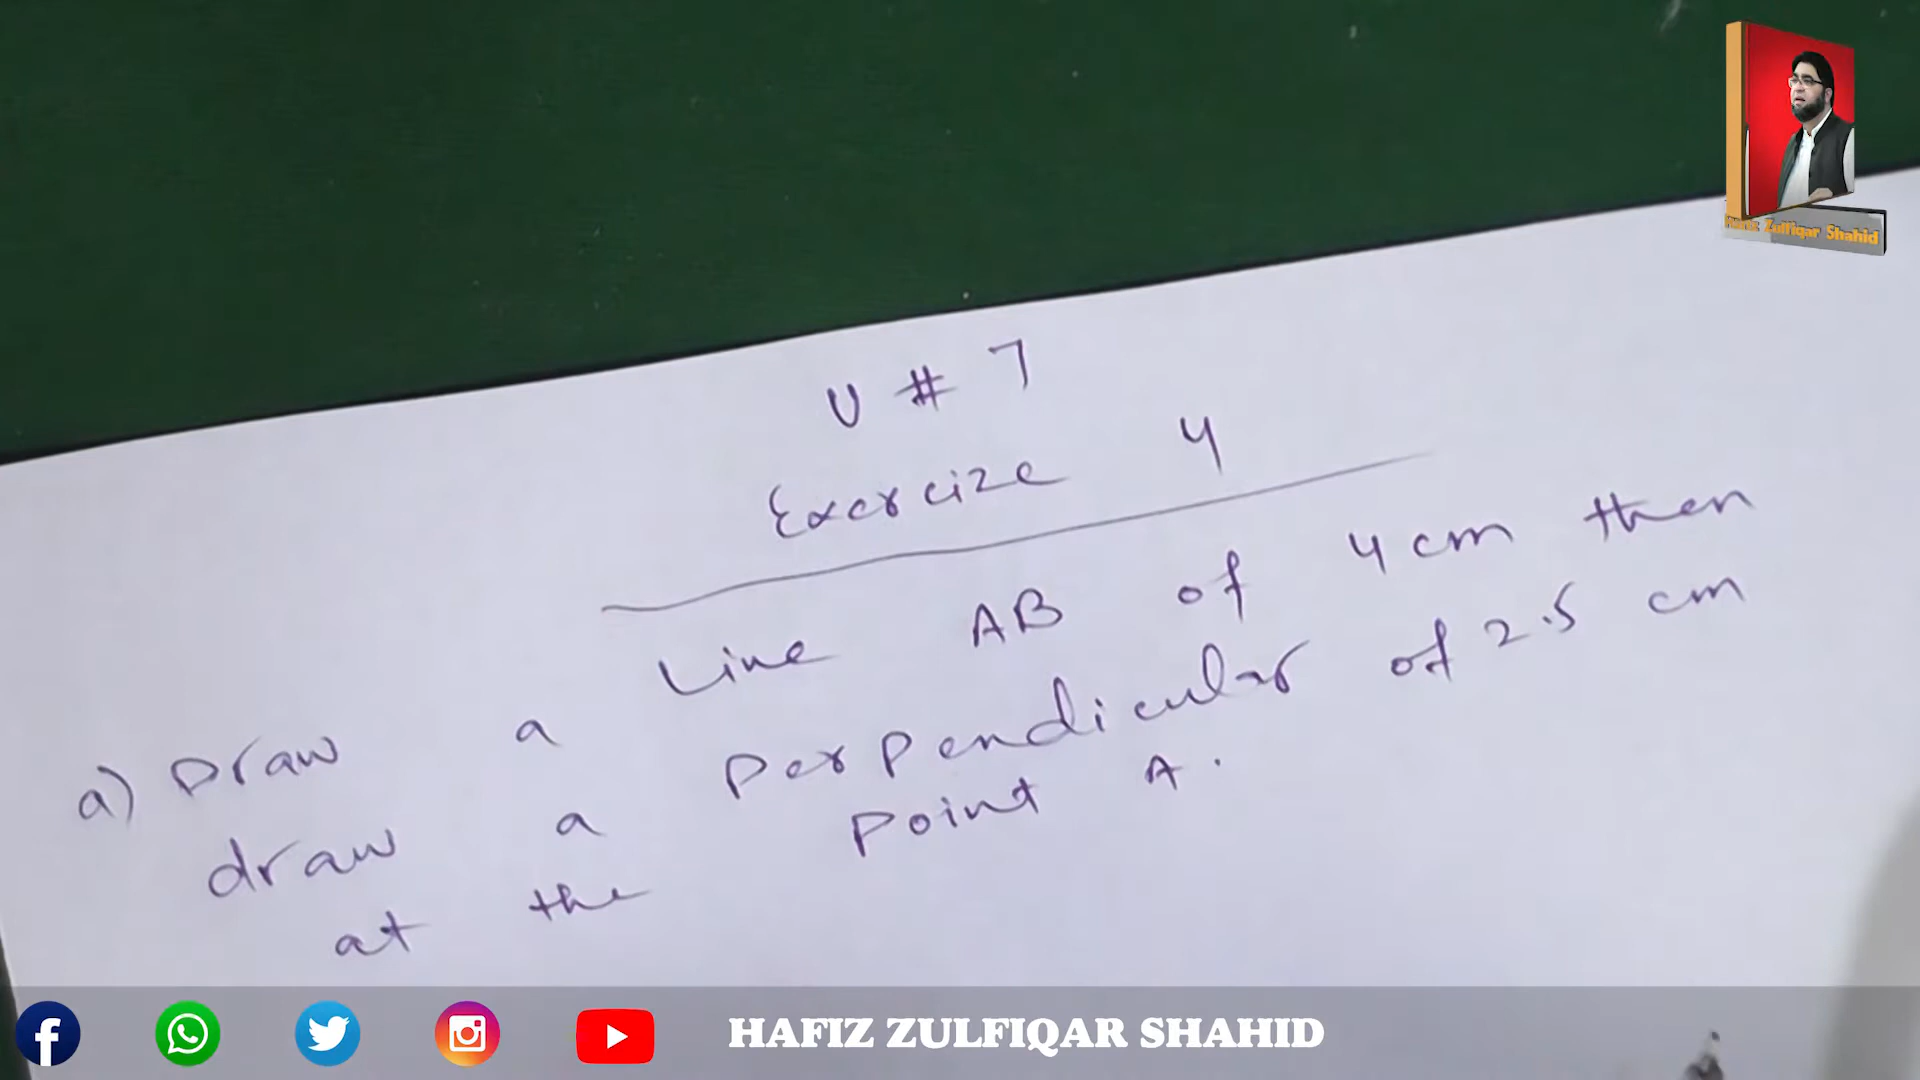 Hafiz Zulfiqar Shahid
U # 7
Exercize 4
a) Draw a Line AB of 4 cm then
draw a Perpendicular of 2.5 cm
at the Point A.
HAFIZ ZULFIQAR SHAHID